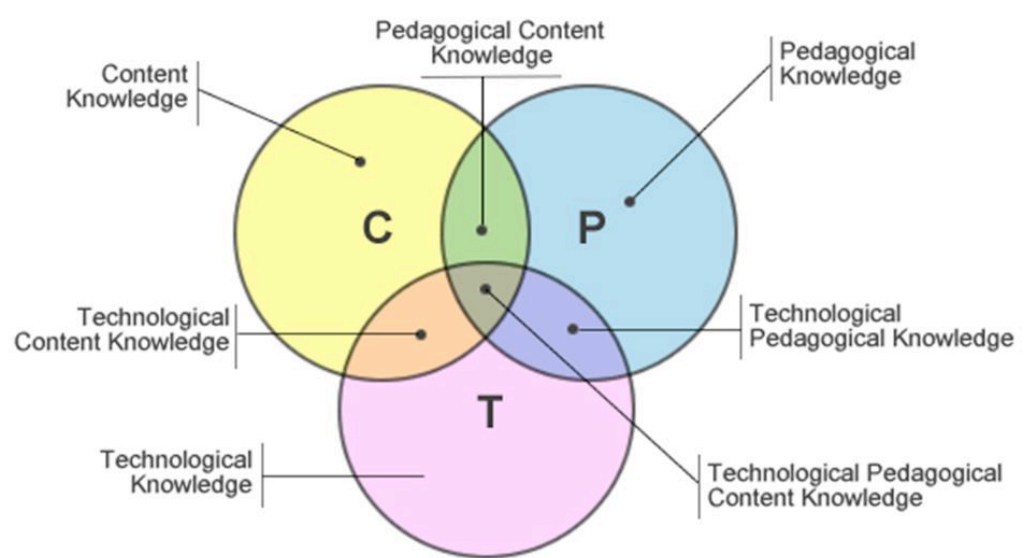 Pedagogical Content
Knowledge
Content
Knowledge
Pedagogical
Knowledge
C
P
Technological
Content Knowledge
Technological
Pedagogical Knowledge
T
Technological
Knowledge
Technological Pedagogical
Content Knowledge